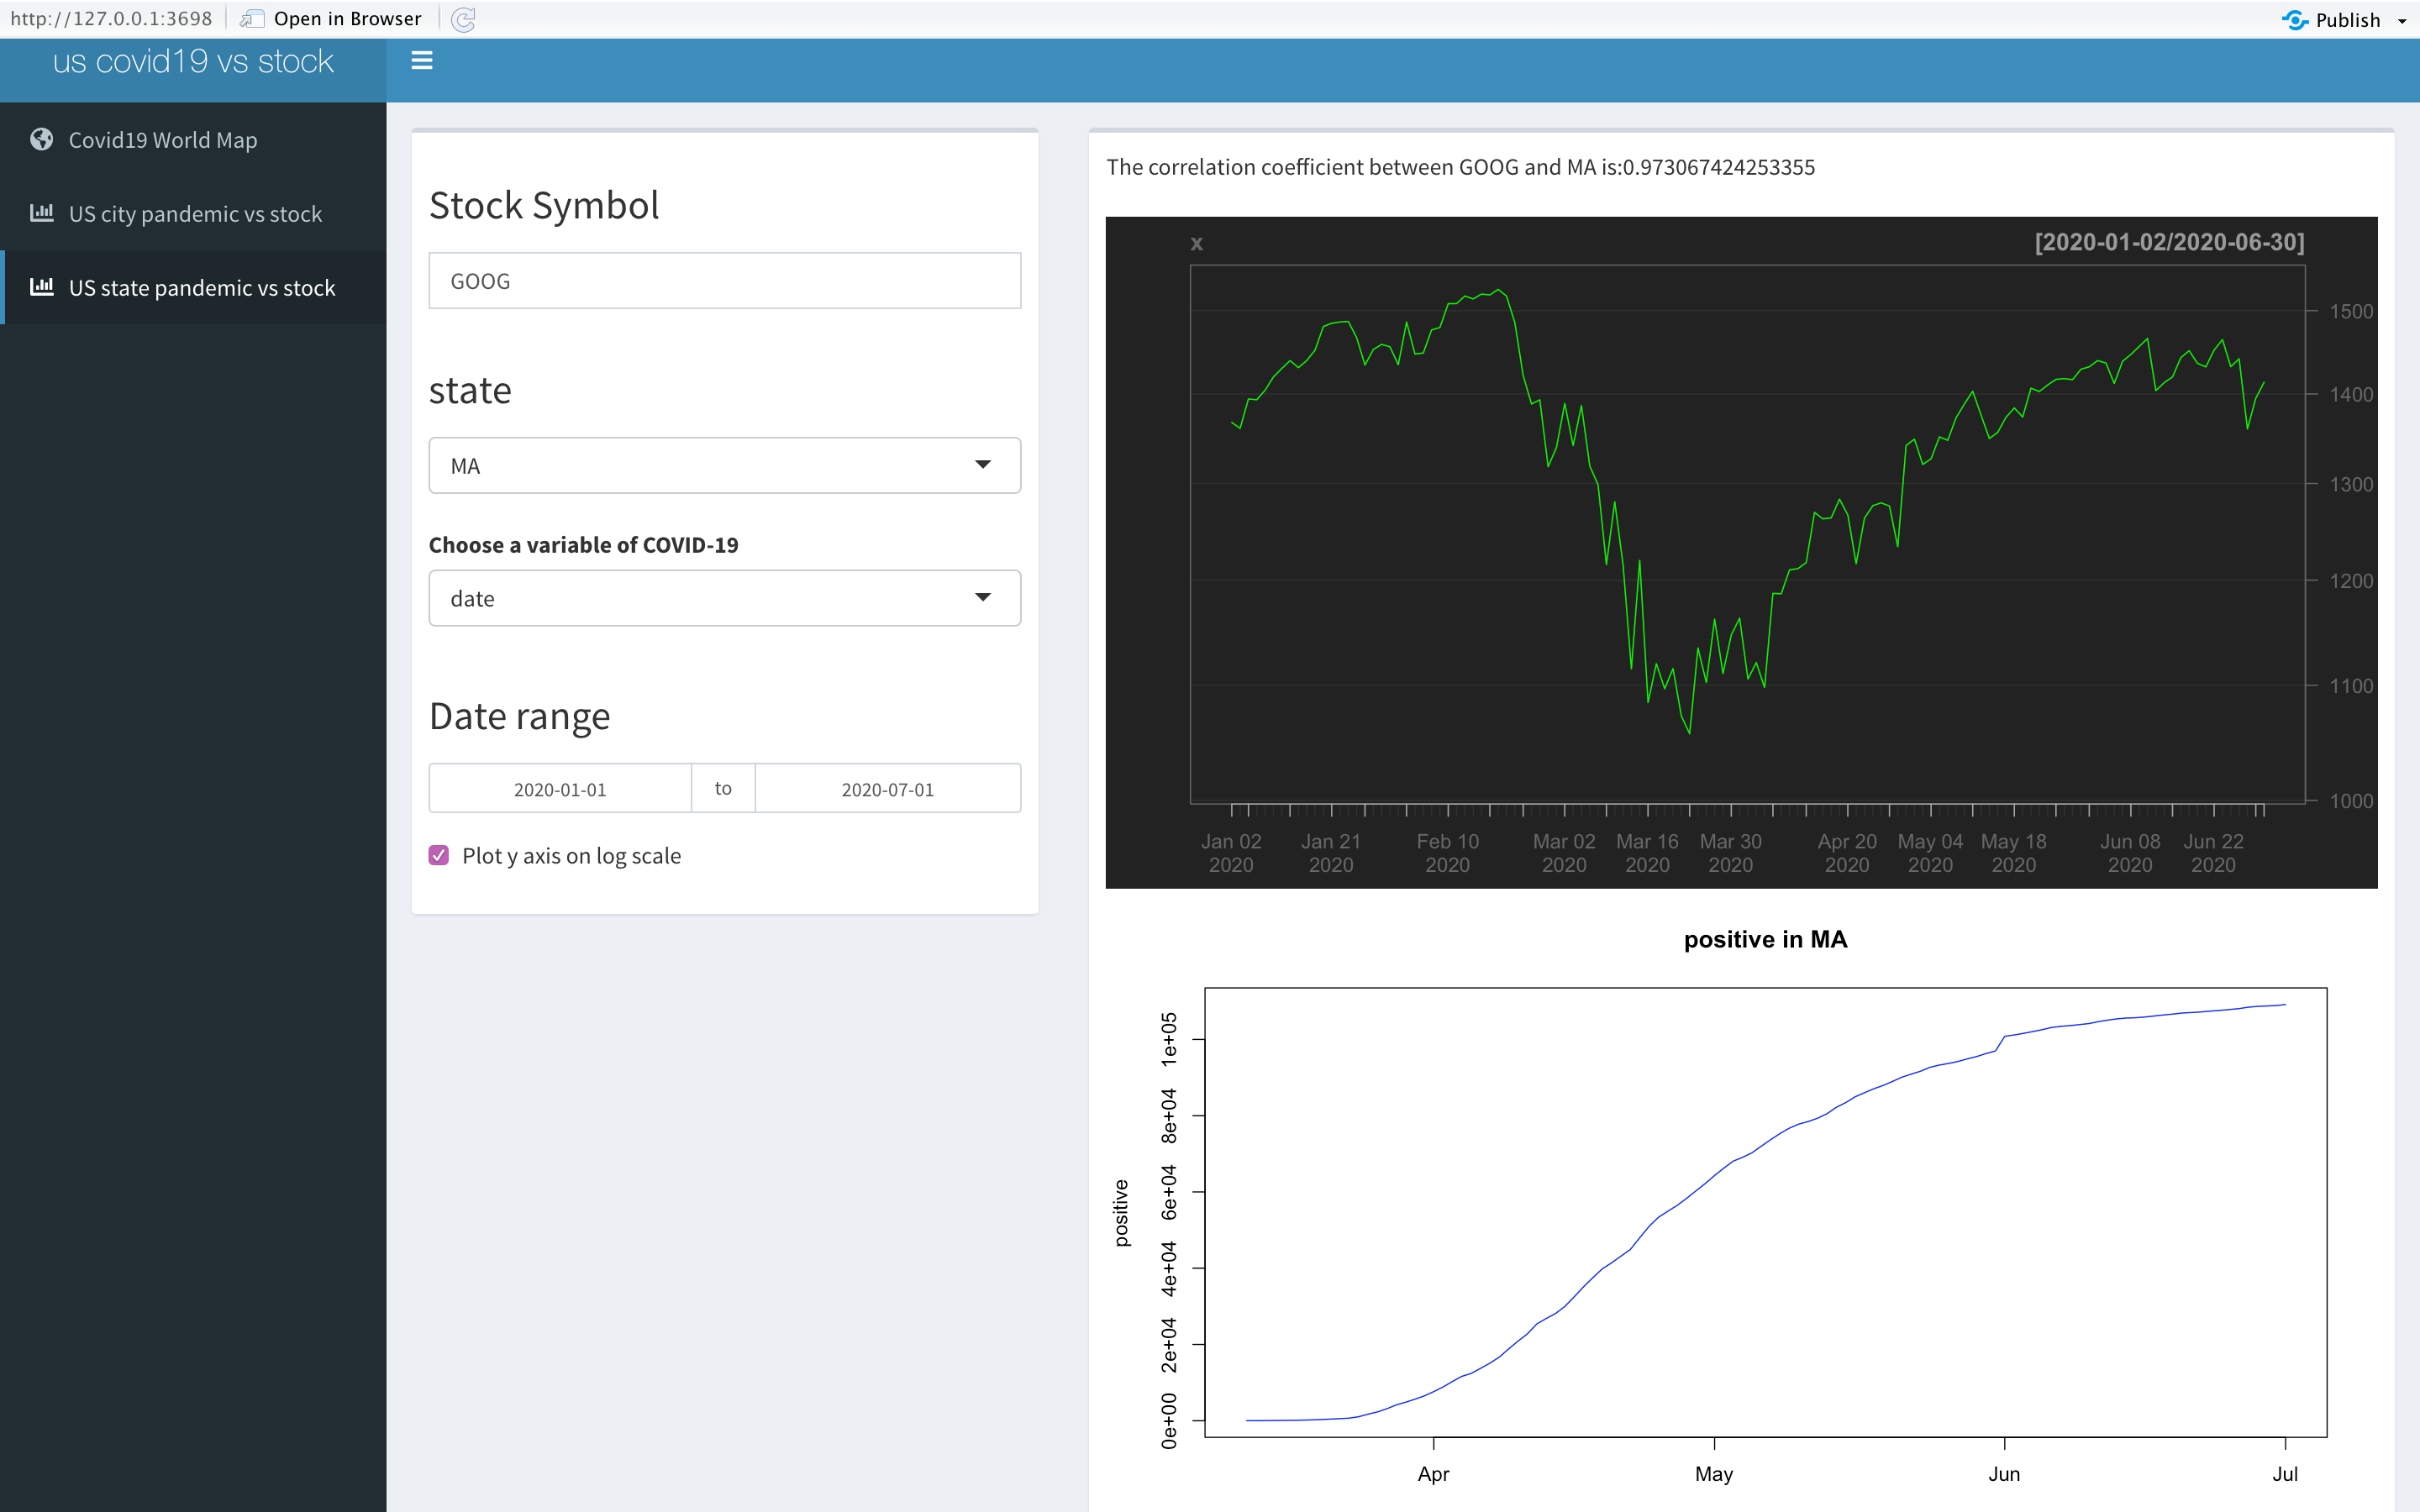 http://127.0.0.1:3698 Open in Browser Publish
us covid19 vs stock
Covid19 World Map
US city pandemic vs stock
US state pandemic vs stock
Stock Symbol
GOOG
state
MA
Choose a variable of COVID-19
date
Date range
2020-01-01 to 2020-07-01
Plot y axis on log scale
The correlation coefficient between GOOG and MA is:0.973067424253355
x [2020-01-02/2020-06-30]
1500
1400
1300
1200
1100
1000
Jan 02 Jan 21 Feb 10 Mar 02 Mar 16 Mar 30 Apr 20 May 04 May 18 Jun 08 Jun 22
2020 2020 2020 2020 2020 2020 2020 2020 2020 2020 2020
positive in MA
positive
1e+05
8e+04
6e+04
4e+04
2e+04
0e+00
Apr May Jun Jul